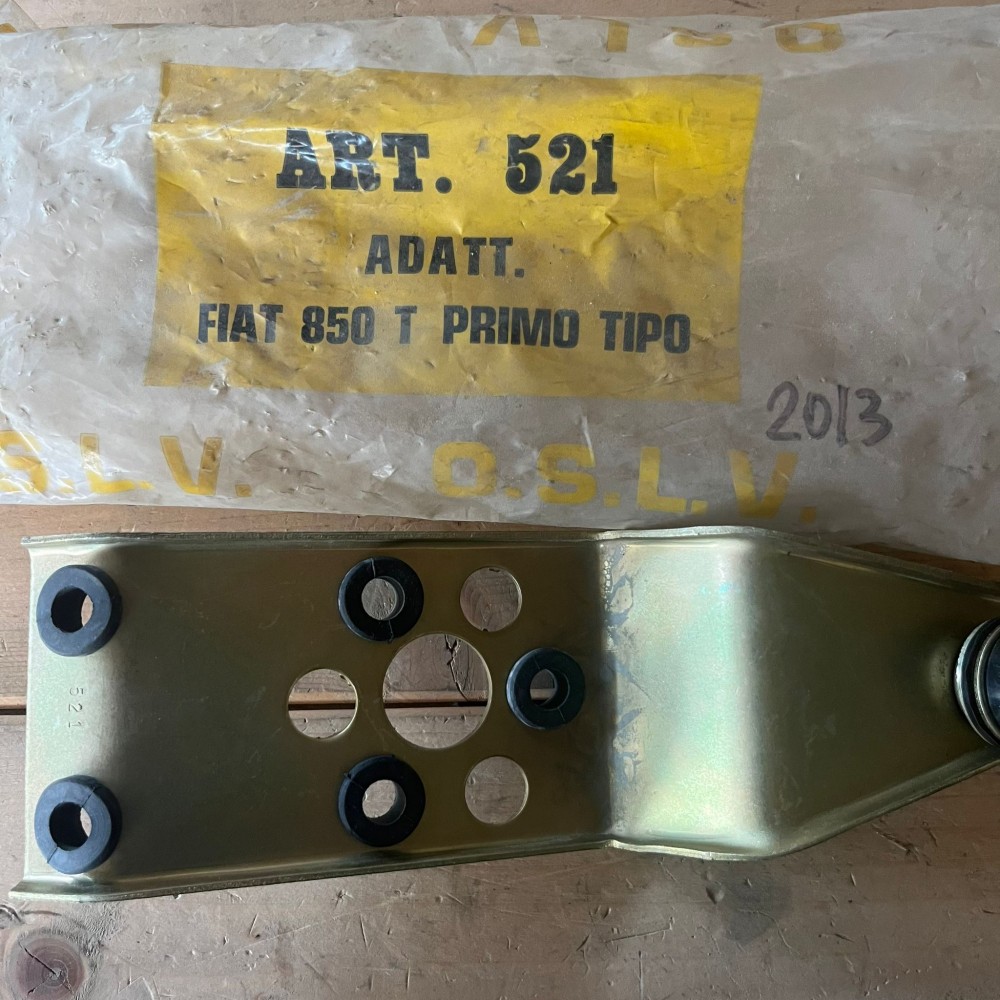 O.S.L.V
ART. 521
ADATT.
FIAT 850 T PRIMO TIPO
2013
S.L.V. O.S.L.V.
521